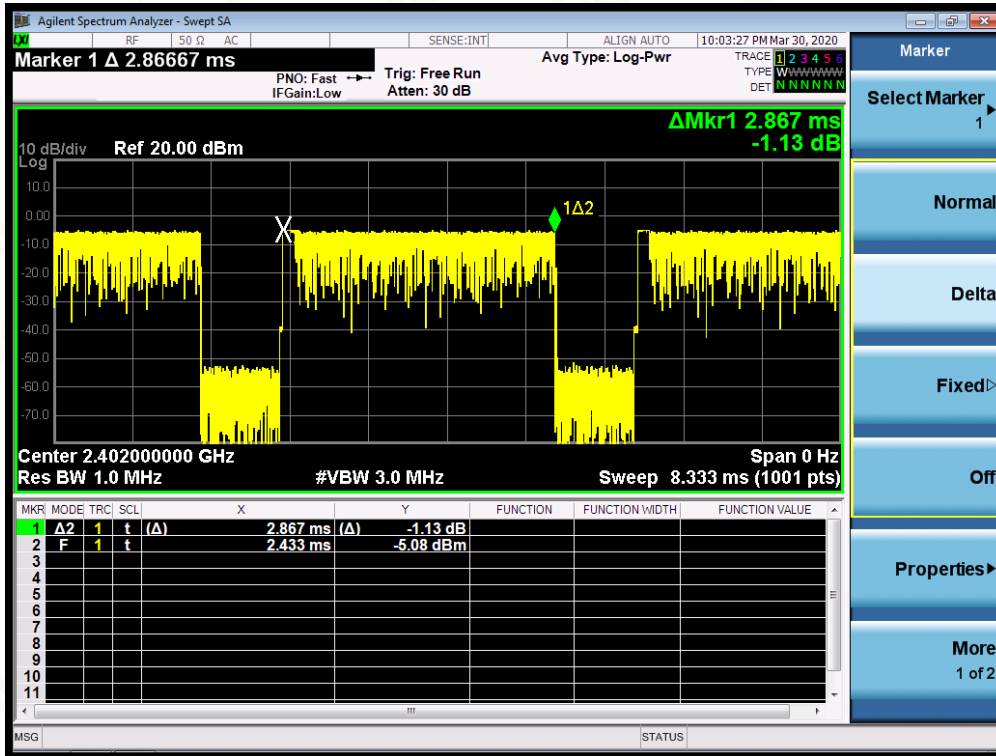 Agilent Spectrum Analyzer - Swept SA
LXI RF 50 Ω AC SENSE:INT ALIGN AUTO 10:03:27 PM Mar 30, 2020
Marker 1 Δ 2.86667 ms
Avg Type: Log-Pwr
TRACE 1 2 3 4 5 6
TYPE W
DET N N N N N N
PNO: Fast
IFGain:Low
Trig: Free Run
Atten: 30 dB
ΔMkr1 2.867 ms
-1.13 dB
10 dB/div Ref 20.00 dBm
Log
10.0
0.00
-10.0
-20.0
-30.0
-40.0
-50.0
-60.0
-70.0
X
1Δ2
Center 2.402000000 GHz Span 0 Hz
Res BW 1.0 MHz #VBW 3.0 MHz Sweep 8.333 ms (1001 pts)
MKR MODE TRC SCL X Y FUNCTION FUNCTION WIDTH FUNCTION VALUE
1 Δ2 1 t (Δ) 2.867 ms (Δ) -1.13 dB
2 F 1 t 2.433 ms -5.08 dBm
3
4
5
6
7
8
9
10
11
MSG STATUS
Marker
Select Marker
1
Normal
Delta
Fixed
Off
Properties
More
1 of 2